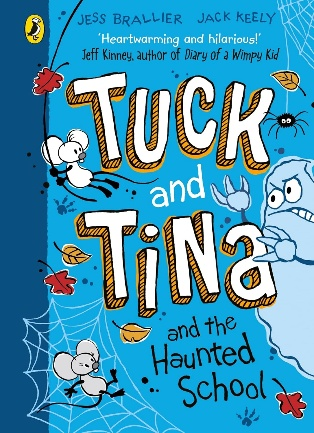 JESS BRALLIER JACK KEELY
'Heartwarming and hilarious!'
Jeff Kinney, author of Diary of a Wimpy Kid
TUCK
and
TiNa
and the
Haunted
School